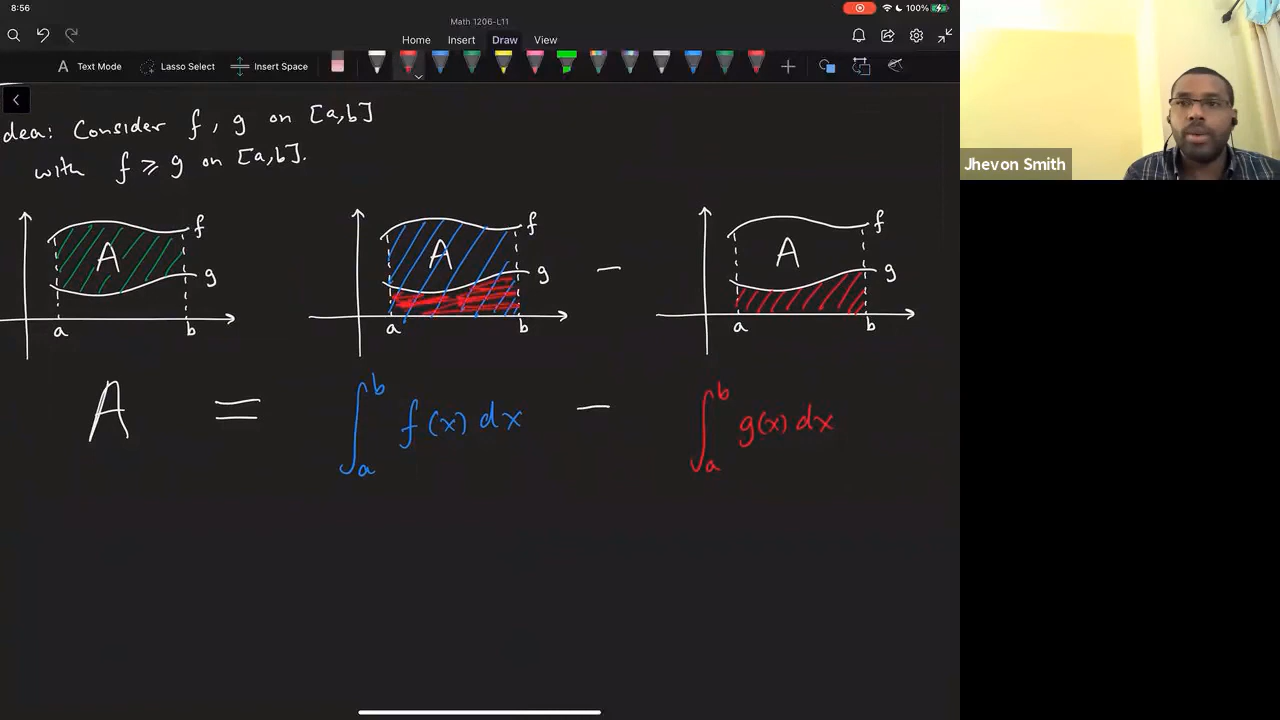 8:56
100%
Math 1206-L11
Home Insert Draw View
Text Mode Lasso Select Insert Space
dea: Consider f, g on [a,b]
with f ≥ g on [a,b].
Jhevon Smith
f
A
g
a b
f
A
g
a b
−
f
A
g
a b
A = ∫_a^b f(x) dx − ∫_a^b g(x) dx